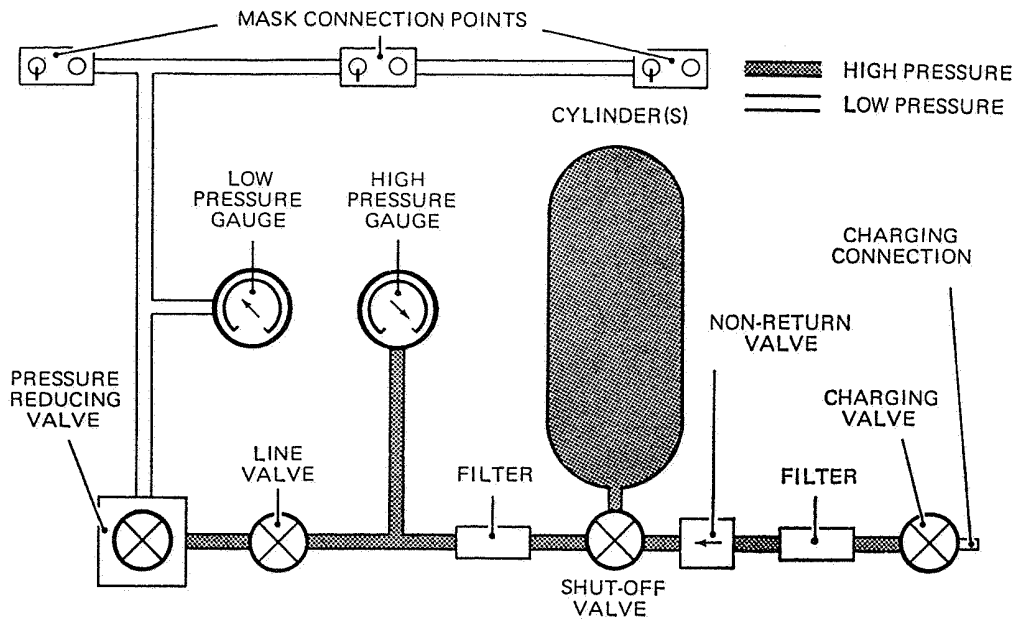 MASK CONNECTION POINTS
HIGH PRESSURE
LOW PRESSURE
CYLINDER(S)
LOW
PRESSURE
GAUGE
HIGH
PRESSURE
GAUGE
CHARGING
CONNECTION
NON-RETURN
VALVE
PRESSURE
REDUCING
VALVE
CHARGING
VALVE
LINE
VALVE
FILTER
FILTER
SHUT-OFF
VALVE